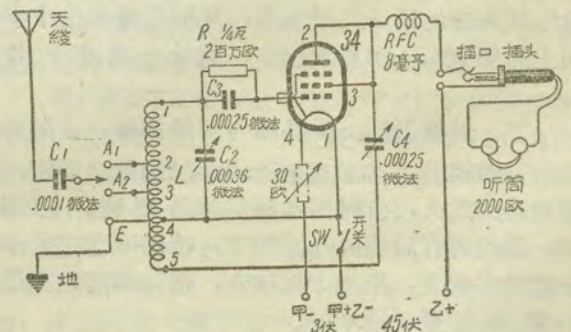 天
綫
C1
.0001微法
A1
A2
E
地
R ¼瓦
2百万欧
C3
.00025微法
1
2
L
3
4
5
C2
.00036
微法
2
34
3
4
1
30
欧
SW
开
关
RFC
8毫亨
C4
.00025
微法
插口 插头
听筒
2000欧
甲-
甲+乙-
乙+
3伏
45伏